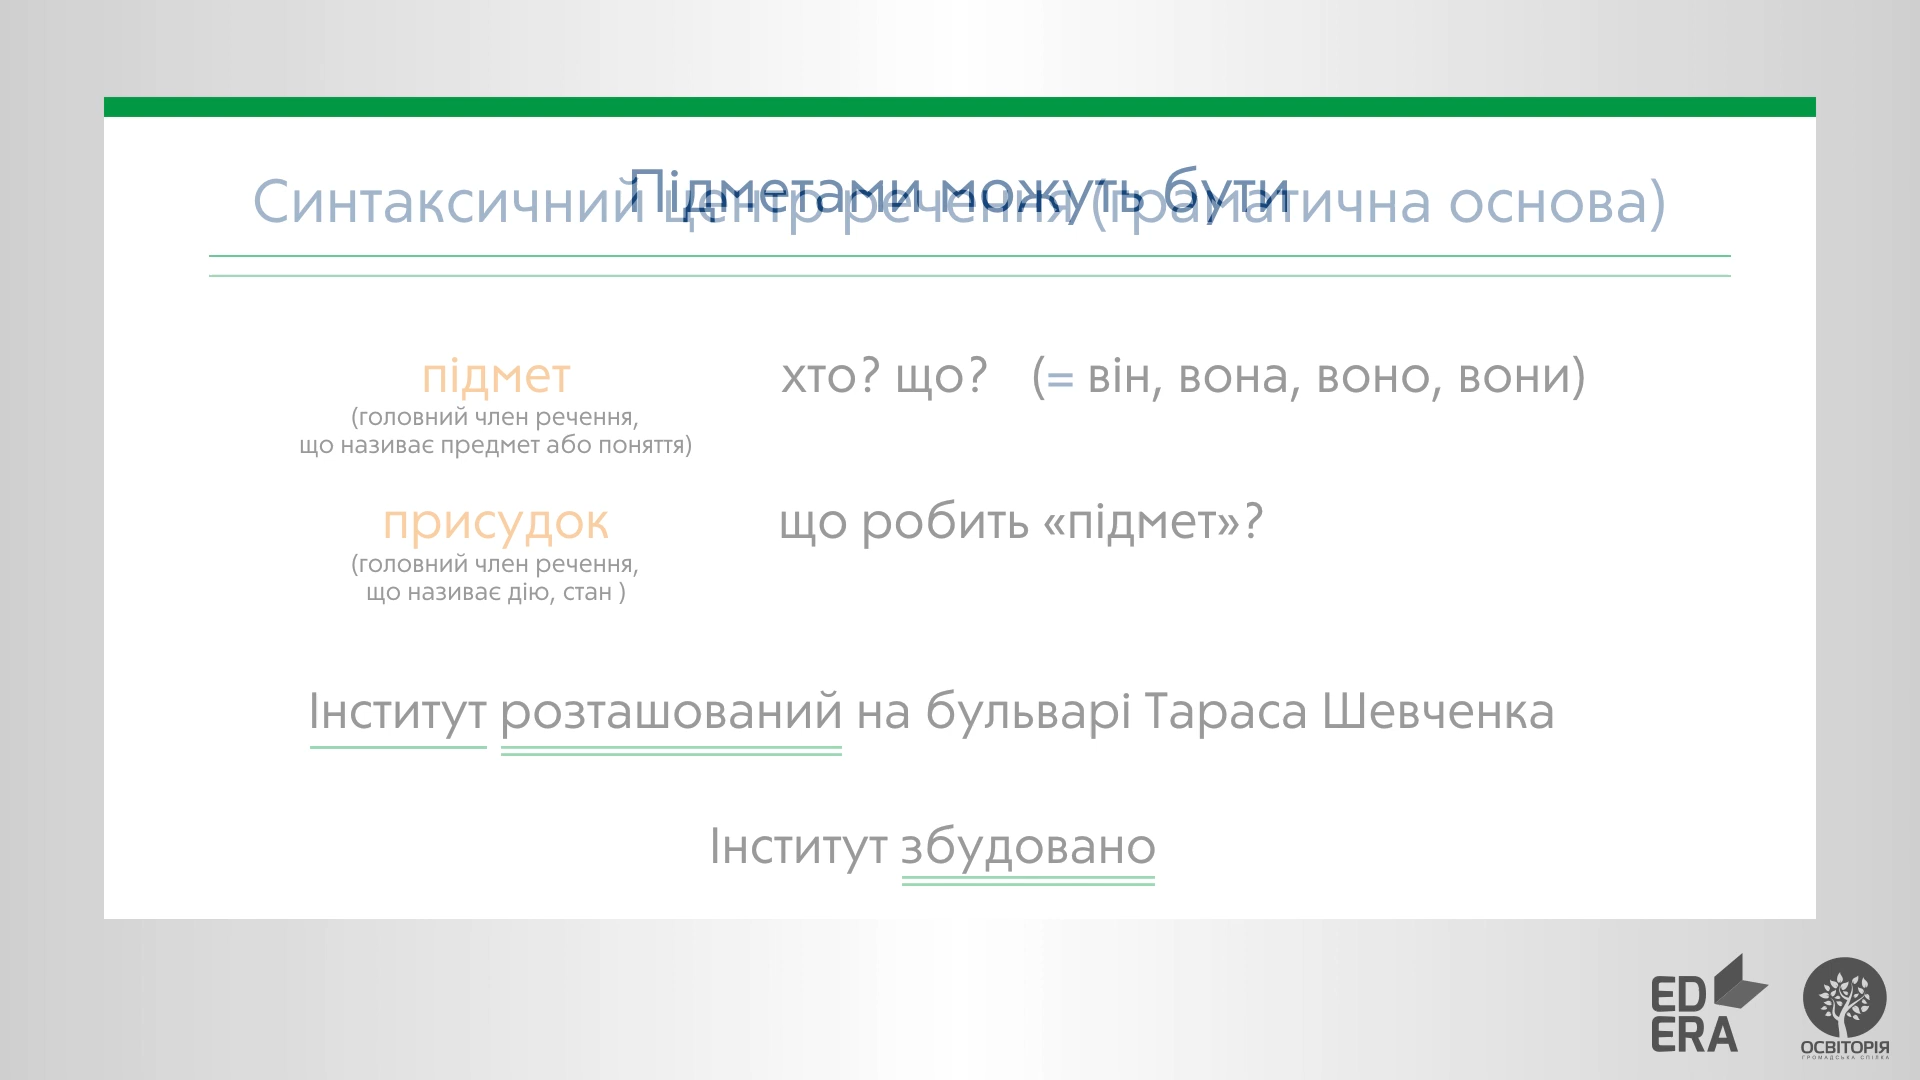 Підметами можуть бути
Синтаксичний центр речення (граматична основа)
підмет хто? що? (= він, вона, воно, вони)
(головний член речення,
що називає предмет або поняття)
присудок що робить «підмет»?
(головний член речення,
що називає дію, стан )
Інститут розташований на бульварі Тараса Шевченка
Інститут збудовано
ED
ERA
ОСВІТОРІЯ
ГРОМАДСЬКА СПІЛКА